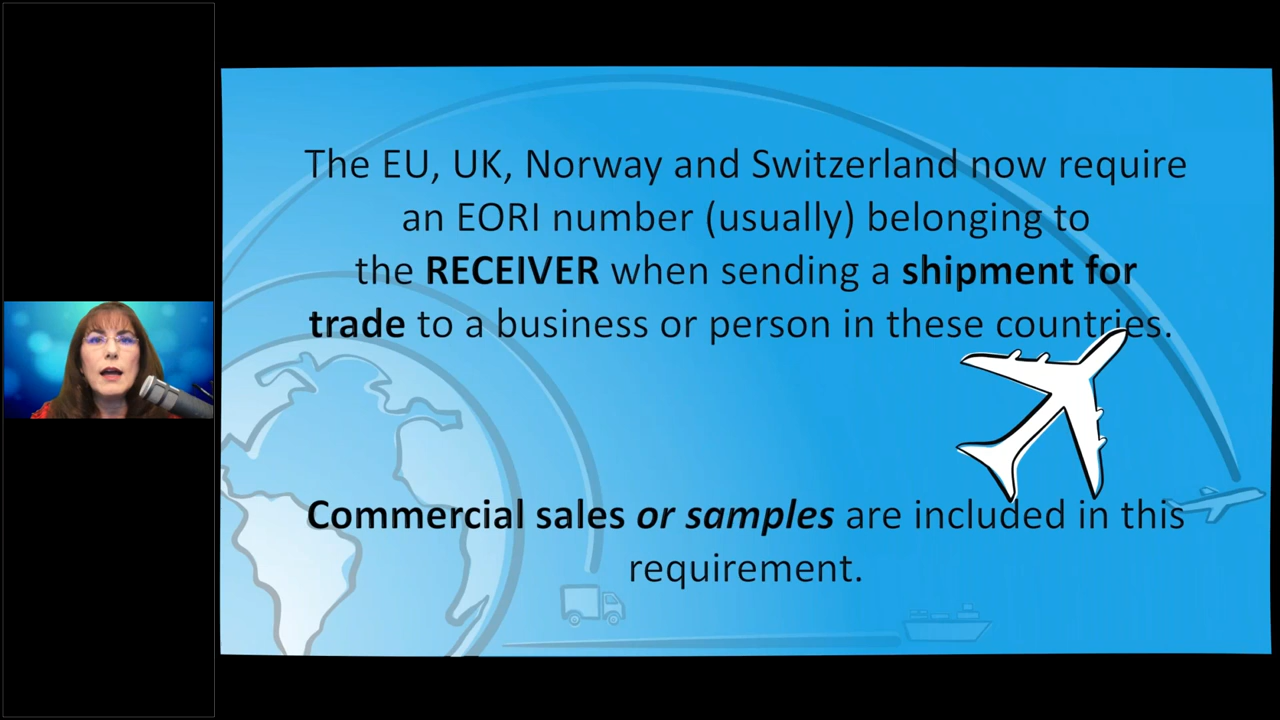 The EU, UK, Norway and Switzerland now require
an EORI number (usually) belonging to
the RECEIVER when sending a shipment for
trade to a business or person in these countries.
Commercial sales or samples are included in this
requirement.